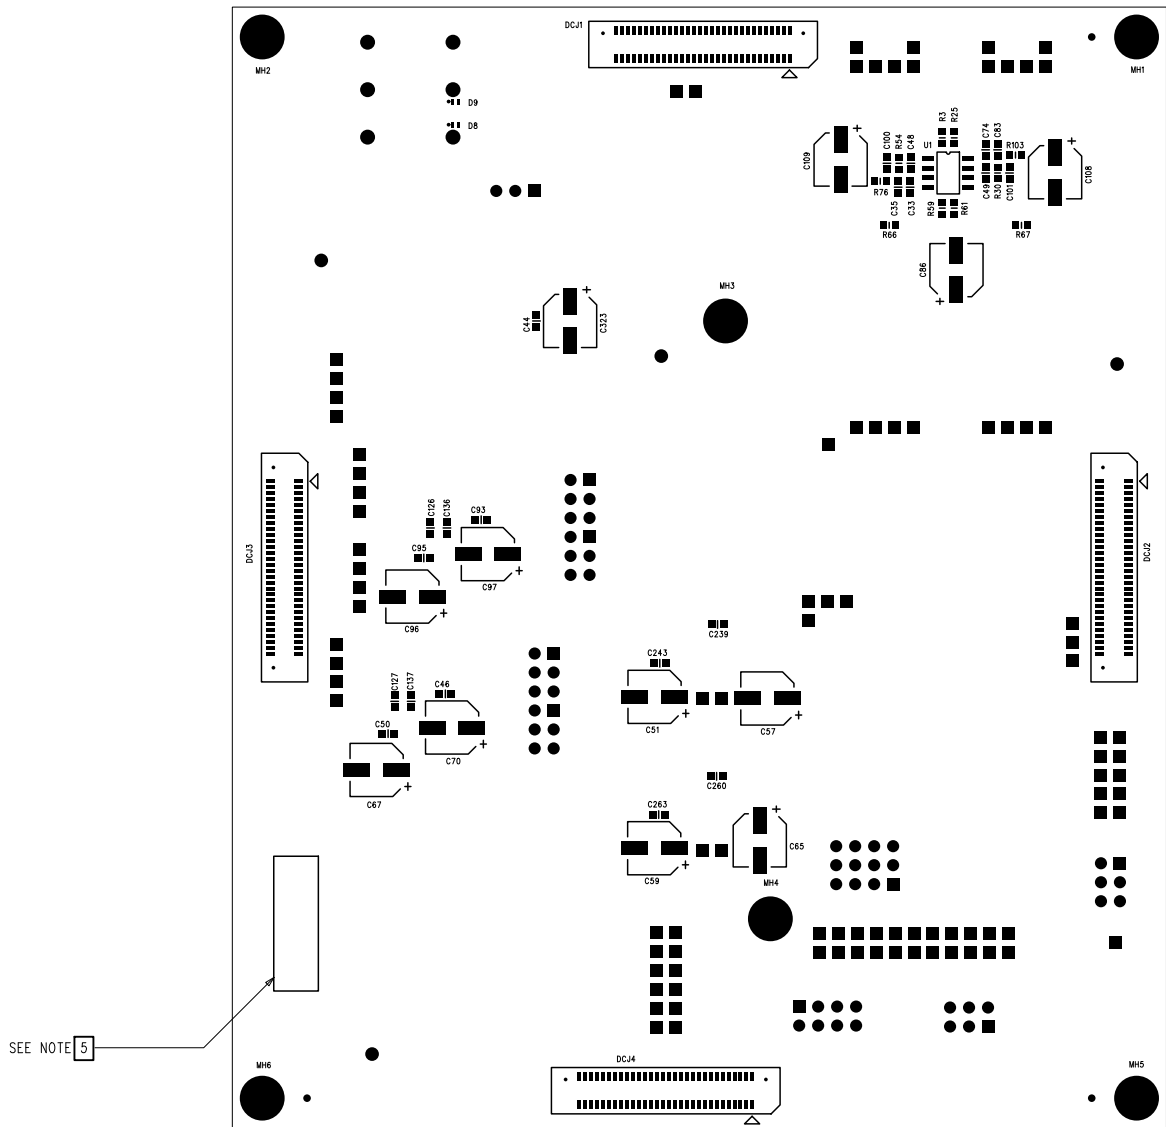 DCJ1
MH2
MH1
D9
D8
R3
R25
C109
C100
R54
C48
U1
C74
C83
R103
C108
R76
C35
C33
R59
R61
C49
R30
C101
R66
R67
C86
MH3
C44
+
C323
+
+
+
DCJ3
C126
C136
C93
C95
C97
+
C96
+
DCJ2
C239
C243
C127
C137
C46
C51
+
C57
+
C50
C70
+
C67
+
C260
C263
+
C65
C59
+
MH4
SEE NOTE 5
MH6
DCJ4
MH5